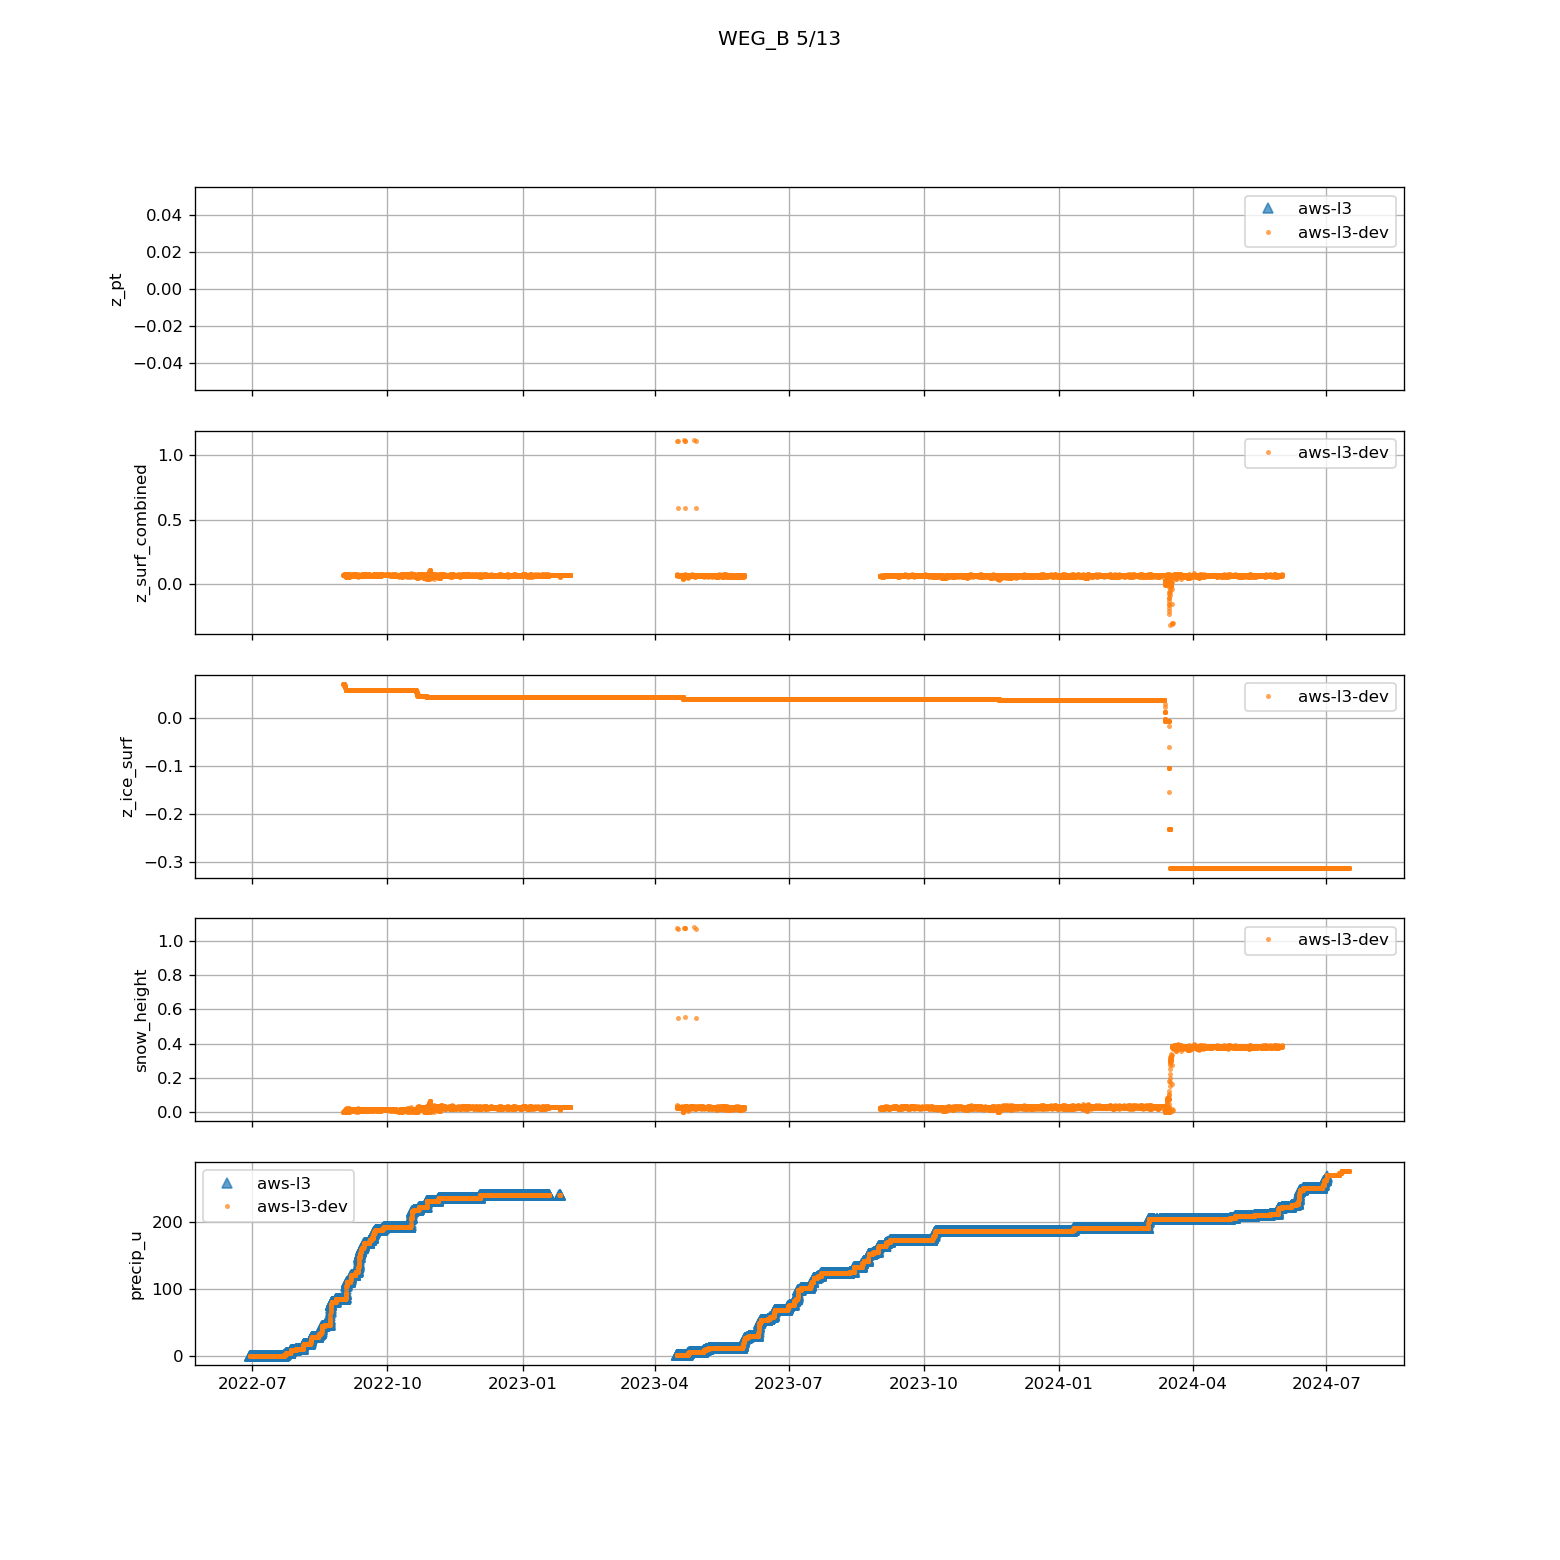 WEG_B 5/13
z_pt
0.04
0.02
0.00
−0.02
−0.04
aws-l3
aws-l3-dev
z_surf_combined
1.0
0.5
0.0
aws-l3-dev
z_ice_surf
0.0
−0.1
−0.2
−0.3
aws-l3-dev
snow_height
1.0
0.8
0.6
0.4
0.2
0.0
aws-l3-dev
precip_u
200
100
0
aws-l3
aws-l3-dev
2022-07 2022-10 2023-01 2023-04 2023-07 2023-10 2024-01 2024-04 2024-07